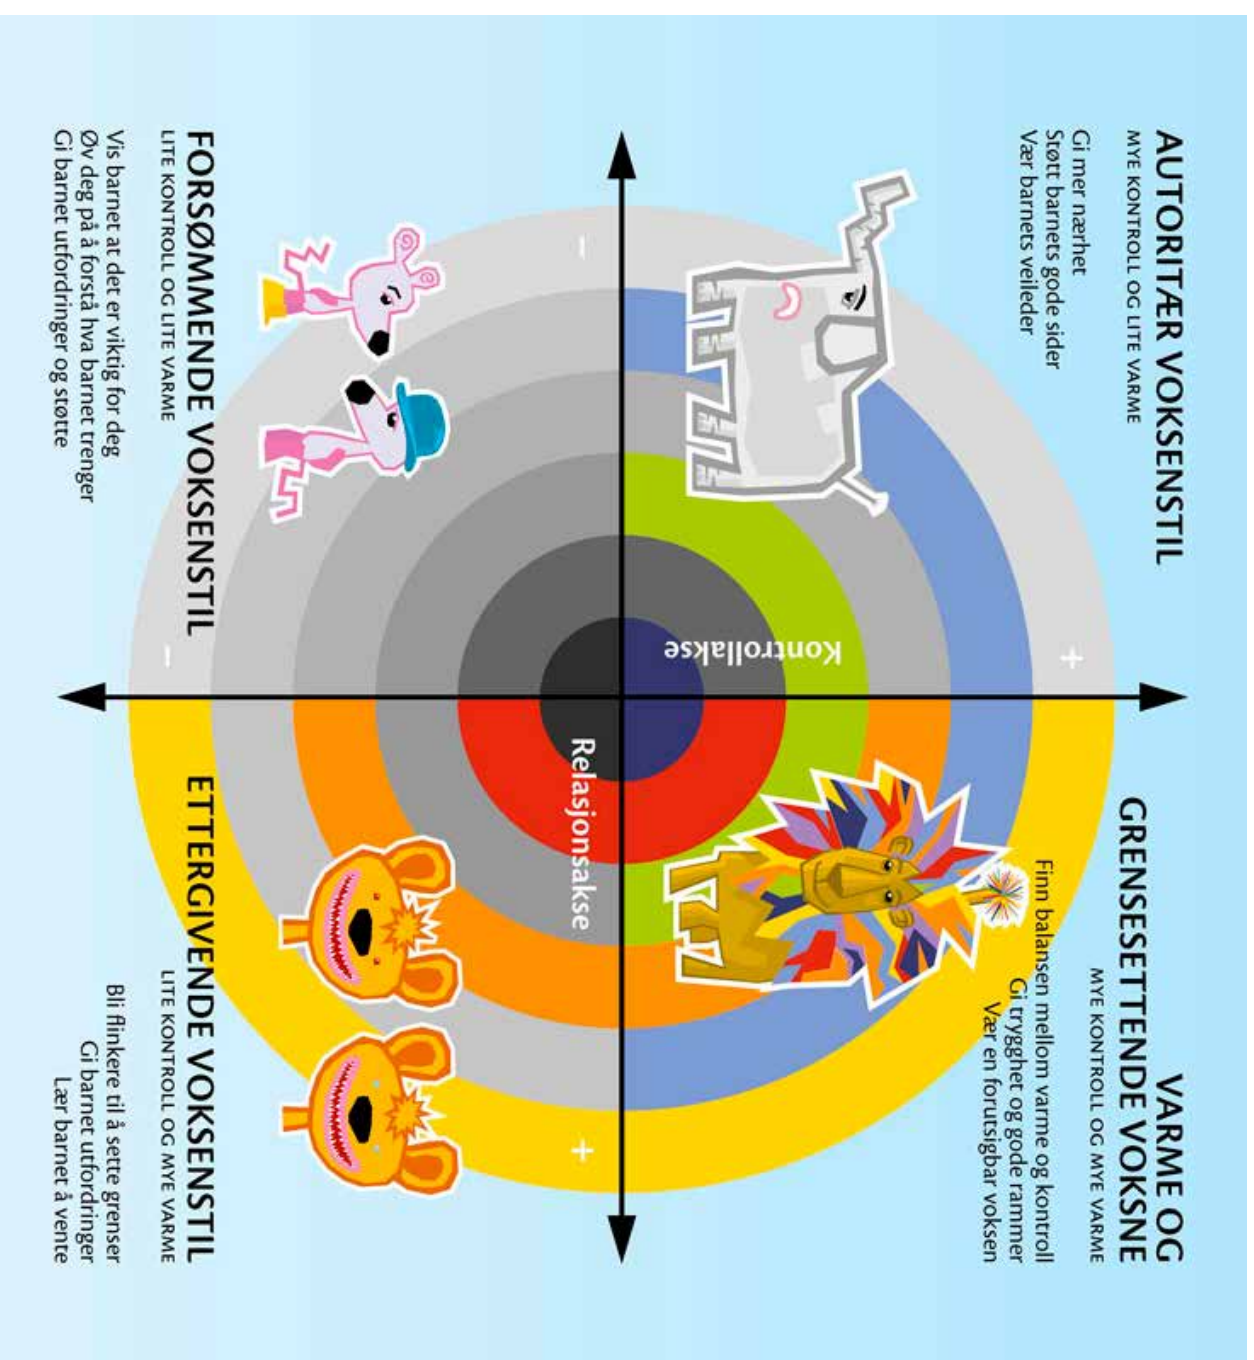 AUTORITÆR VOKSENSTIL
MYE KONTROLL OG LITE VARME
Gi mer nærhet
Støtt barnets gode sider
Vær barnets veileder
VARME OG
GRENSESETTENDE VOKSNE
MYE KONTROLL OG MYE VARME
Finn balansen mellom varme og kontroll
Gi trygghet og gode rammer
Vær en forutsigbar voksen
+
Kontrollakse
–
Relasjonsakse
+
–
FORSØMMENDE VOKSENSTIL
LITE KONTROLL OG LITE VARME
Vis barnet at det er viktig for deg
Øv deg på å forstå hva barnet trenger
Gi barnet utfordringer og støtte
ETTERGIVENDE VOKSENSTIL
LITE KONTROLL OG MYE VARME
Bli flinkere til å sette grenser
Gi barnet utfordringer
Lær barnet å vente